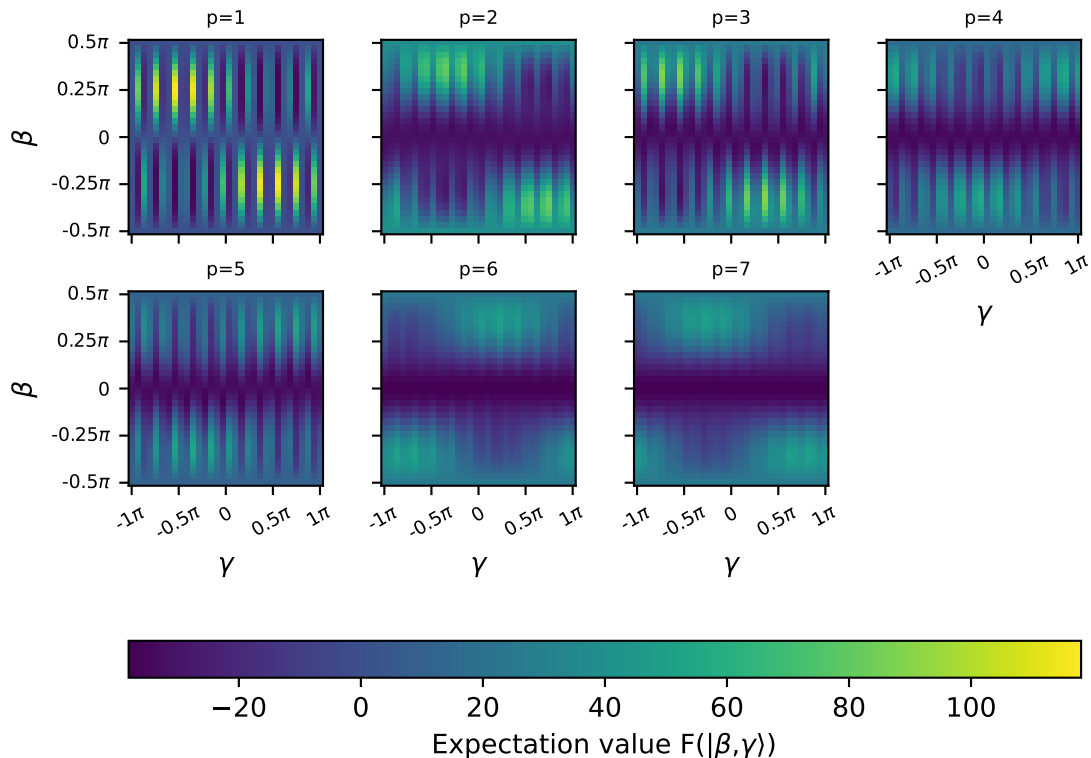 p=1 p=2 p=3 p=4
0.5π
0.25π
0
-0.25π
-0.5π
β
-1π -0.5π 0 0.5π 1π
γ
p=5 p=6 p=7
0.5π
0.25π
0
-0.25π
-0.5π
β
-1π -0.5π 0 0.5π 1π -1π -0.5π 0 0.5π 1π -1π -0.5π 0 0.5π 1π
γ γ γ
−20 0 20 40 60 80 100
Expectation value F(|β,γ⟩)